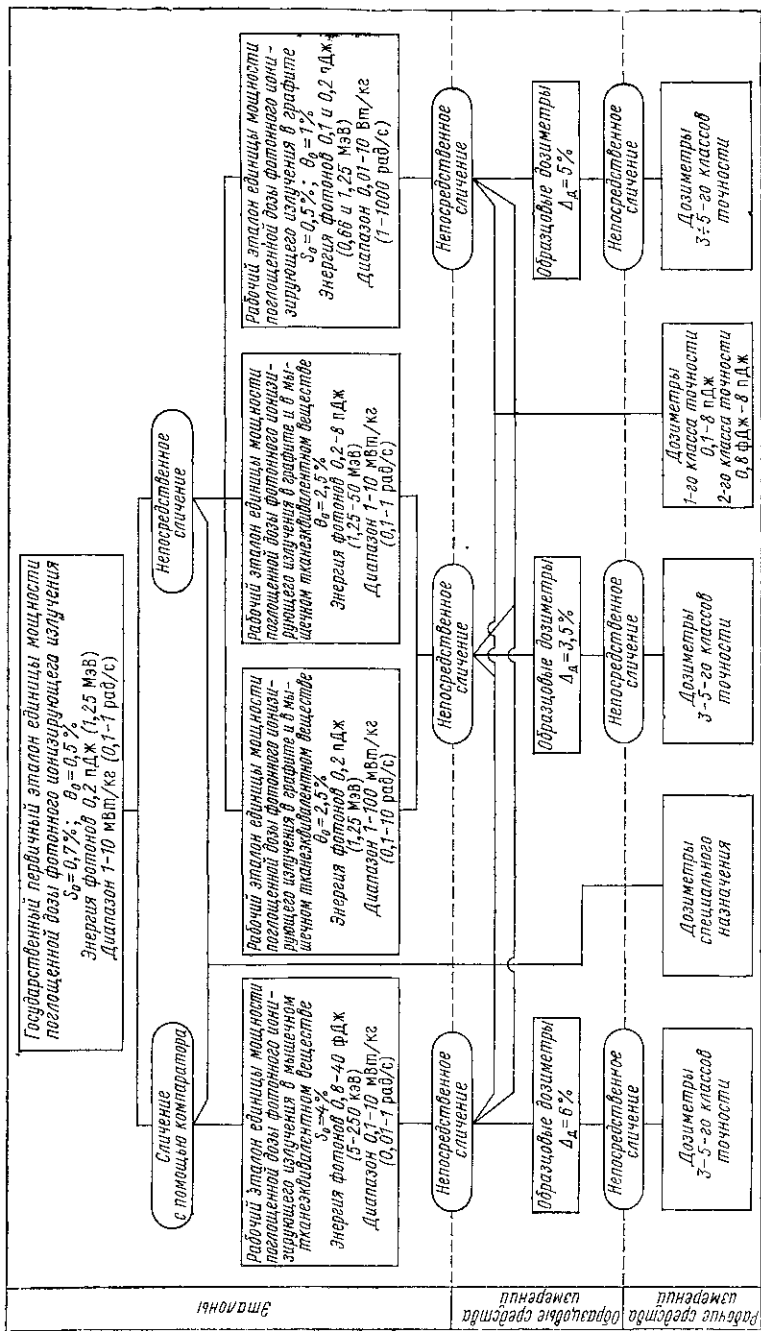 Государственный первичный эталон единицы мощности
поглощенной дозы фотонного ионизирующего излучения
S₀=0,7%; θ₀=0,5%
Энергия фотонов 0,2 пДж (1,25 МэВ)
Диапазон 1-10 мВт/кг (0,1-1 рад/с)
Сличение
с помощью компаратора
Непосредственное
сличение
Эталоны
Рабочий эталон единицы мощности
поглощенной дозы фотонного иони-
зирующего излучения в мышечном
тканеэквивалентном веществе
S₀=4%
Энергия фотонов 0,8-40 фДж
(5-250 кэВ)
Диапазон 0,1-10 мВт/кг
(0,01-1 рад/с)
Рабочий эталон единицы мощности
поглощенной дозы фотонного ионизи-
рующего излучения в графите и в мы-
шечном тканеэквивалентном веществе
θ₀=2,5%
Энергия фотонов 0,2 пДж
(1,25 МэВ)
Диапазон 1-100 мВт/кг
(0,1-10 рад/с)
Рабочий эталон единицы мощности
поглощенной дозы фотонного ионизи-
рующего излучения в графите и в мы-
шечном тканеэквивалентном веществе
θ₀=2,5%
Энергия фотонов 0,2-8 пДж
(1,25-50 МэВ)
Диапазон 1-10 мВт/кг
(0,1-1 рад/с)
Рабочий эталон единицы мощности
поглощенной дозы фотонного иони-
зирующего излучения в графите
S₀=0,5%; θ₀=1%
Энергия фотонов 0,1 и 0,2 пДж
(0,66 и 1,25 МэВ)
Диапазон 0,01-10 Вт/кг
(1-1000 рад/с)
Образцовые средства
измерений
Непосредственное
сличение
Непосредственное
сличение
Непосредственное
сличение
Образцовые дозиметры
Δд=6%
Образцовые дозиметры
Δд=3,5%
Образцовые дозиметры
Δд=5%
Рабочие средства
измерений
Непосредственное
сличение
Непосредственное
сличение
Непосредственное
сличение
Дозиметры
3-5-го классов
точности
Дозиметры
специального
назначения
Дозиметры
3-5-го классов
точности
Дозиметры
1-го класса точности
0,1-8 пДж
2-го класса точности
0,8 фДж-8 пДж
Дозиметры
3÷5-го классов
точности